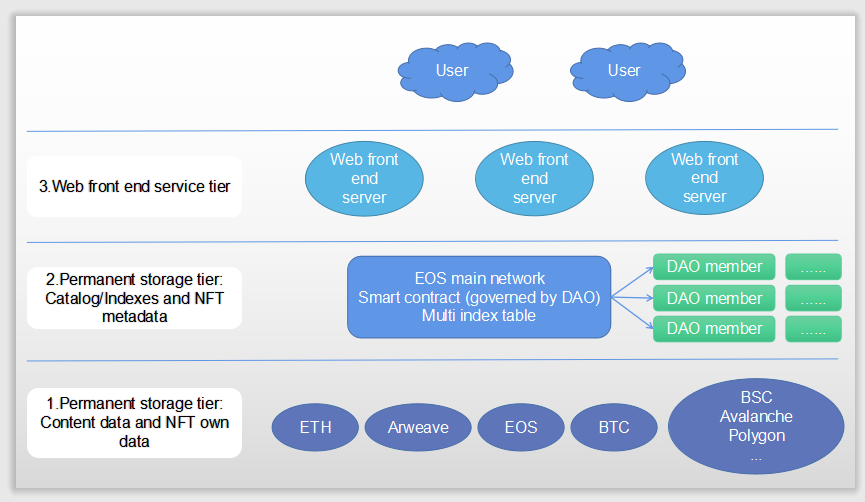 User
User
3.Web front end service tier
Web front
end
server
Web front
end
server
Web front
end
server
2.Permanent storage tier:
Catalog/Indexes and NFT
metadata
EOS main network
Smart contract (governed by DAO)
Multi index table
DAO member
......
DAO member
......
DAO member
......
1.Permanent storage tier:
Content data and NFT own
data
ETH
Arweave
EOS
BTC
BSC
Avalanche
Polygon
...